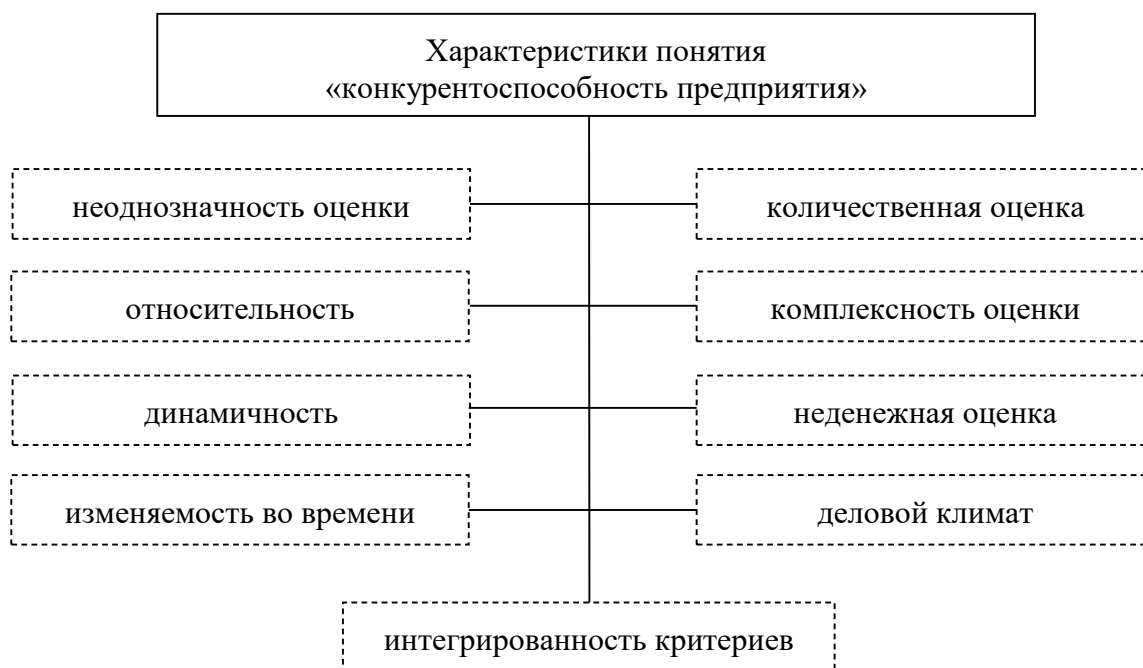 Характеристики понятия
«конкурентоспособность предприятия»
неоднозначность оценки
количественная оценка
относительность
комплексность оценки
динамичность
неденежная оценка
изменяемость во времени
деловой климат
интегрированность критериев